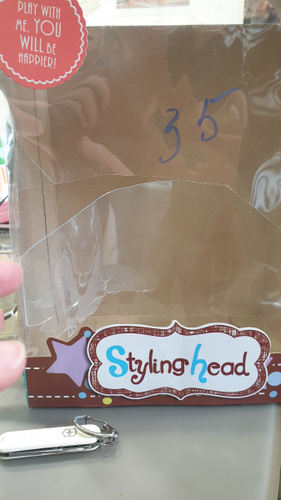 PLAY WITH
ME, YOU
WILL BE
HAPPIER!
35
Styling head